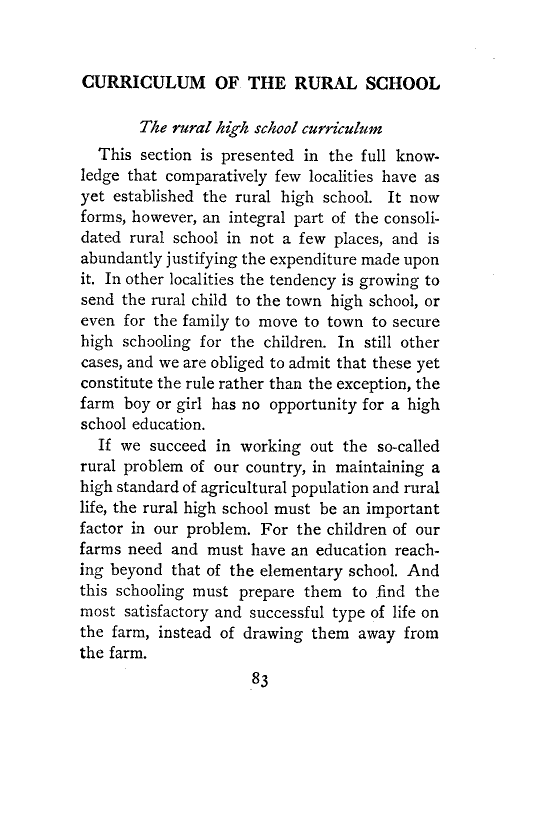 CURRICULUM OF THE RURAL SCHOOL
The rural high school curriculum
This section is presented in the full know-
ledge that comparatively few localities have as
yet established the rural high school. It now
forms, however, an integral part of the consoli-
dated rural school in not a few places, and is
abundantly justifying the expenditure made upon
it. In other localities the tendency is growing to
send the rural child to the town high school, or
even for the family to move to town to secure
high schooling for the children. In still other
cases, and we are obliged to admit that these yet
constitute the rule rather than the exception, the
farm boy or girl has no opportunity for a high
school education.
If we succeed in working out the so-called
rural problem of our country, in maintaining a
high standard of agricultural population and rural
life, the rural high school must be an important
factor in our problem. For the children of our
farms need and must have an education reach-
ing beyond that of the elementary school. And
this schooling must prepare them to find the
most satisfactory and successful type of life on
the farm, instead of drawing them away from
the farm.
83